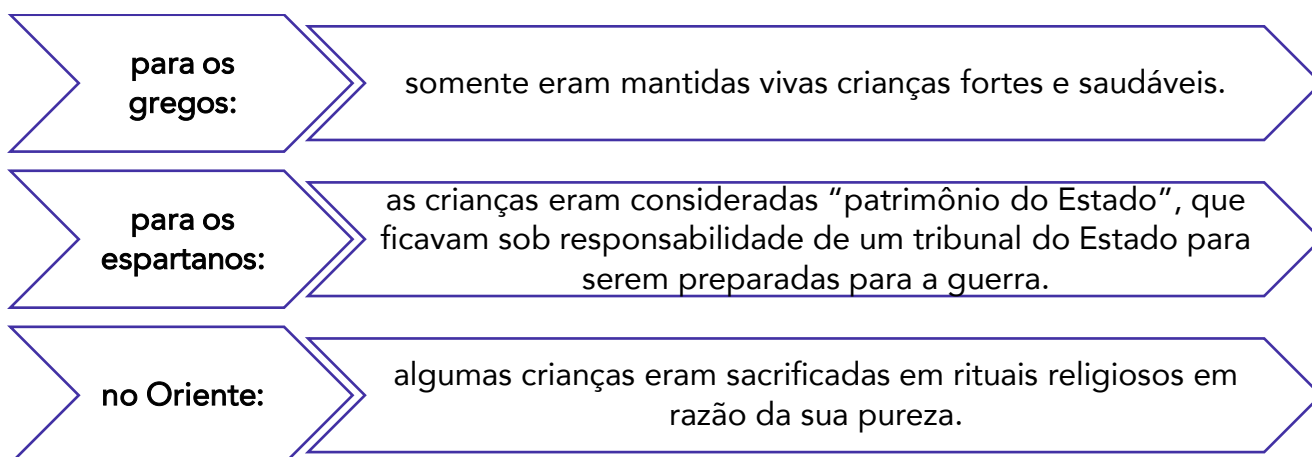 para os
gregos:
somente eram mantidas vivas crianças fortes e saudáveis.
para os
espartanos:
as crianças eram consideradas “patrimônio do Estado”, que
ficavam sob responsabilidade de um tribunal do Estado para
serem preparadas para a guerra.
no Oriente:
algumas crianças eram sacrificadas em rituais religiosos em
razão da sua pureza.